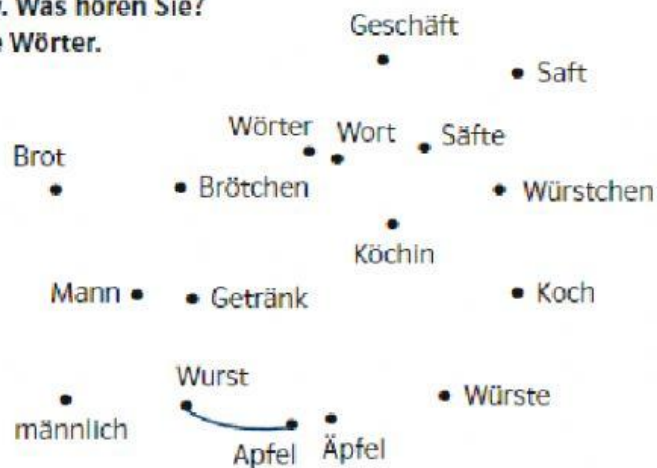 Was hören Sie?
Wörter.
Geschäft
Saft
Wörter
Wort
Säfte
Brot
Brötchen
Würstchen
Köchin
Mann
Getränk
Koch
Wurst
Würste
männlich
Apfel
Äpfel